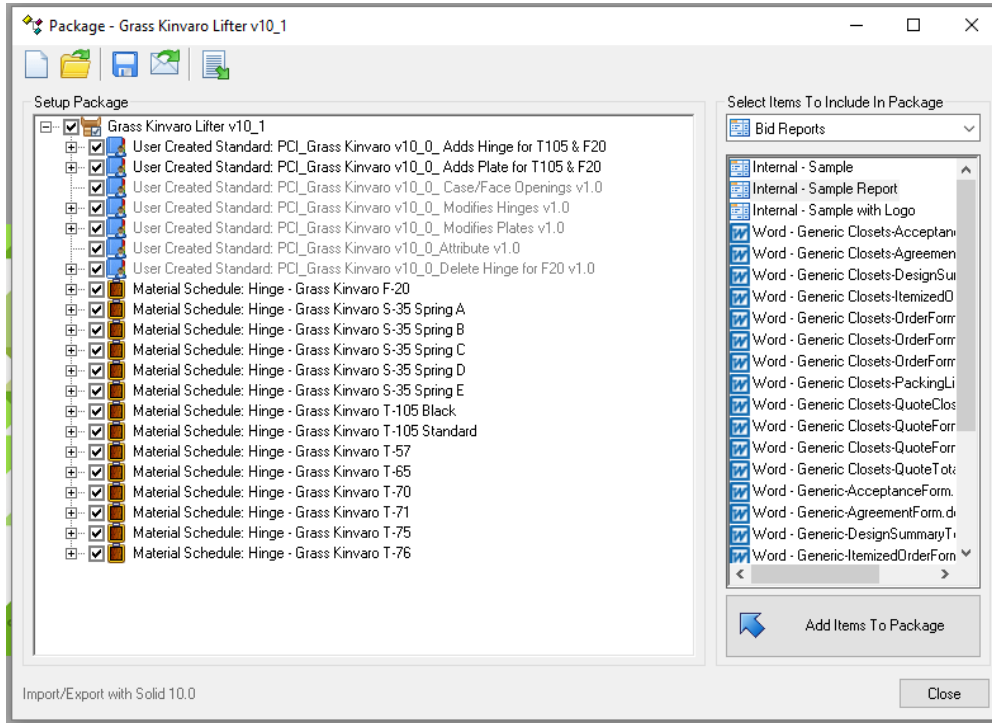 Package - Grass Kinvaro Lifter v10_1
Setup Package
Grass Kinvaro Lifter v10_1
User Created Standard: PCI_Grass Kinvaro v10_0_ Adds Hinge for T105 & F20
User Created Standard: PCI_Grass Kinvaro v10_0_ Adds Plate for T105 & F20
User Created Standard: PCI_Grass Kinvaro v10_0_ Case/Face Openings v1.0
User Created Standard: PCI_Grass Kinvaro v10_0_ Modifies Hinges v1.0
User Created Standard: PCI_Grass Kinvaro v10_0_ Modifies Plates v1.0
User Created Standard: PCI_Grass Kinvaro v10_0_Attribute v1.0
User Created Standard: PCI_Grass Kinvaro v10_0_Delete Hinge for F20 v1.0
Material Schedule: Hinge - Grass Kinvaro F-20
Material Schedule: Hinge - Grass Kinvaro S-35 Spring A
Material Schedule: Hinge - Grass Kinvaro S-35 Spring B
Material Schedule: Hinge - Grass Kinvaro S-35 Spring C
Material Schedule: Hinge - Grass Kinvaro S-35 Spring D
Material Schedule: Hinge - Grass Kinvaro S-35 Spring E
Material Schedule: Hinge - Grass Kinvaro T-105 Black
Material Schedule: Hinge - Grass Kinvaro T-105 Standard
Material Schedule: Hinge - Grass Kinvaro T-57
Material Schedule: Hinge - Grass Kinvaro T-65
Material Schedule: Hinge - Grass Kinvaro T-70
Material Schedule: Hinge - Grass Kinvaro T-71
Material Schedule: Hinge - Grass Kinvaro T-75
Material Schedule: Hinge - Grass Kinvaro T-76
Select Items To Include In Package
Bid Reports
Internal - Sample
Internal - Sample Report
Internal - Sample with Logo
Word - Generic Closets-Acceptan
Word - Generic Closets-Agreemen
Word - Generic Closets-DesignSu
Word - Generic Closets-ItemizedO
Word - Generic Closets-OrderForm
Word - Generic Closets-OrderForm
Word - Generic Closets-OrderForm
Word - Generic Closets-PackingLi
Word - Generic Closets-QuoteClos
Word - Generic Closets-QuoteForm
Word - Generic Closets-QuoteForm
Word - Generic Closets-QuoteTota
Word - Generic-AcceptanceForm.
Word - Generic-AgreementForm.d
Word - Generic-DesignSummaryT
Word - Generic-ItemizedOrderForm
Add Items To Package
Import/Export with Solid 10.0
Close